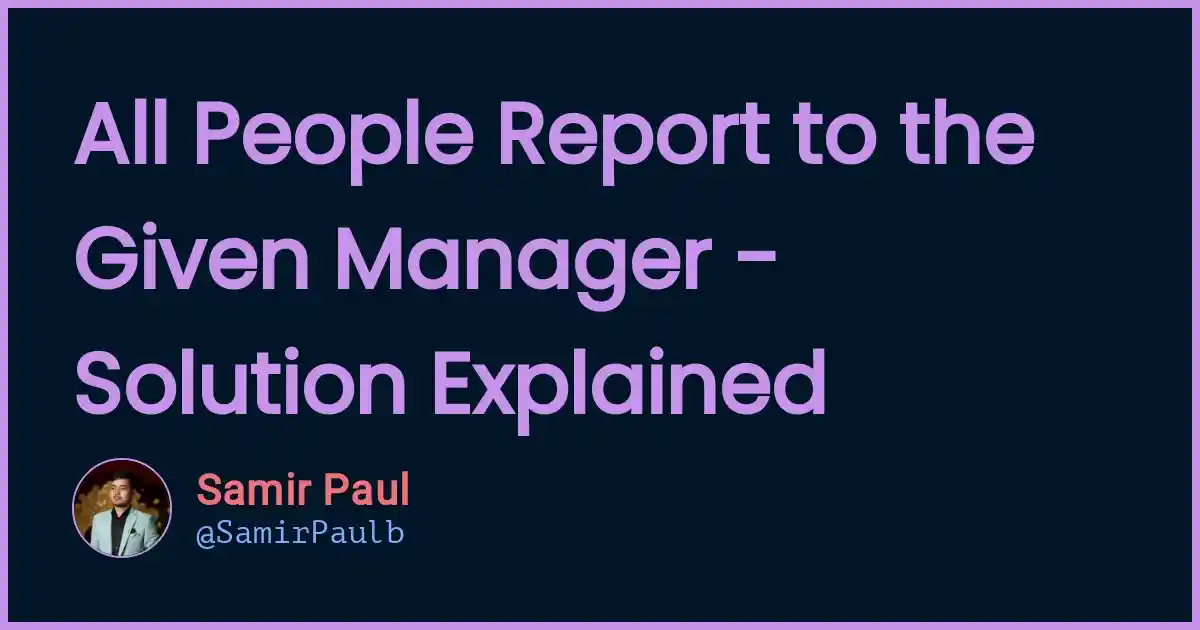 All People Report to the
Given Manager -
Solution Explained
Samir Paul
@SamirPaulb